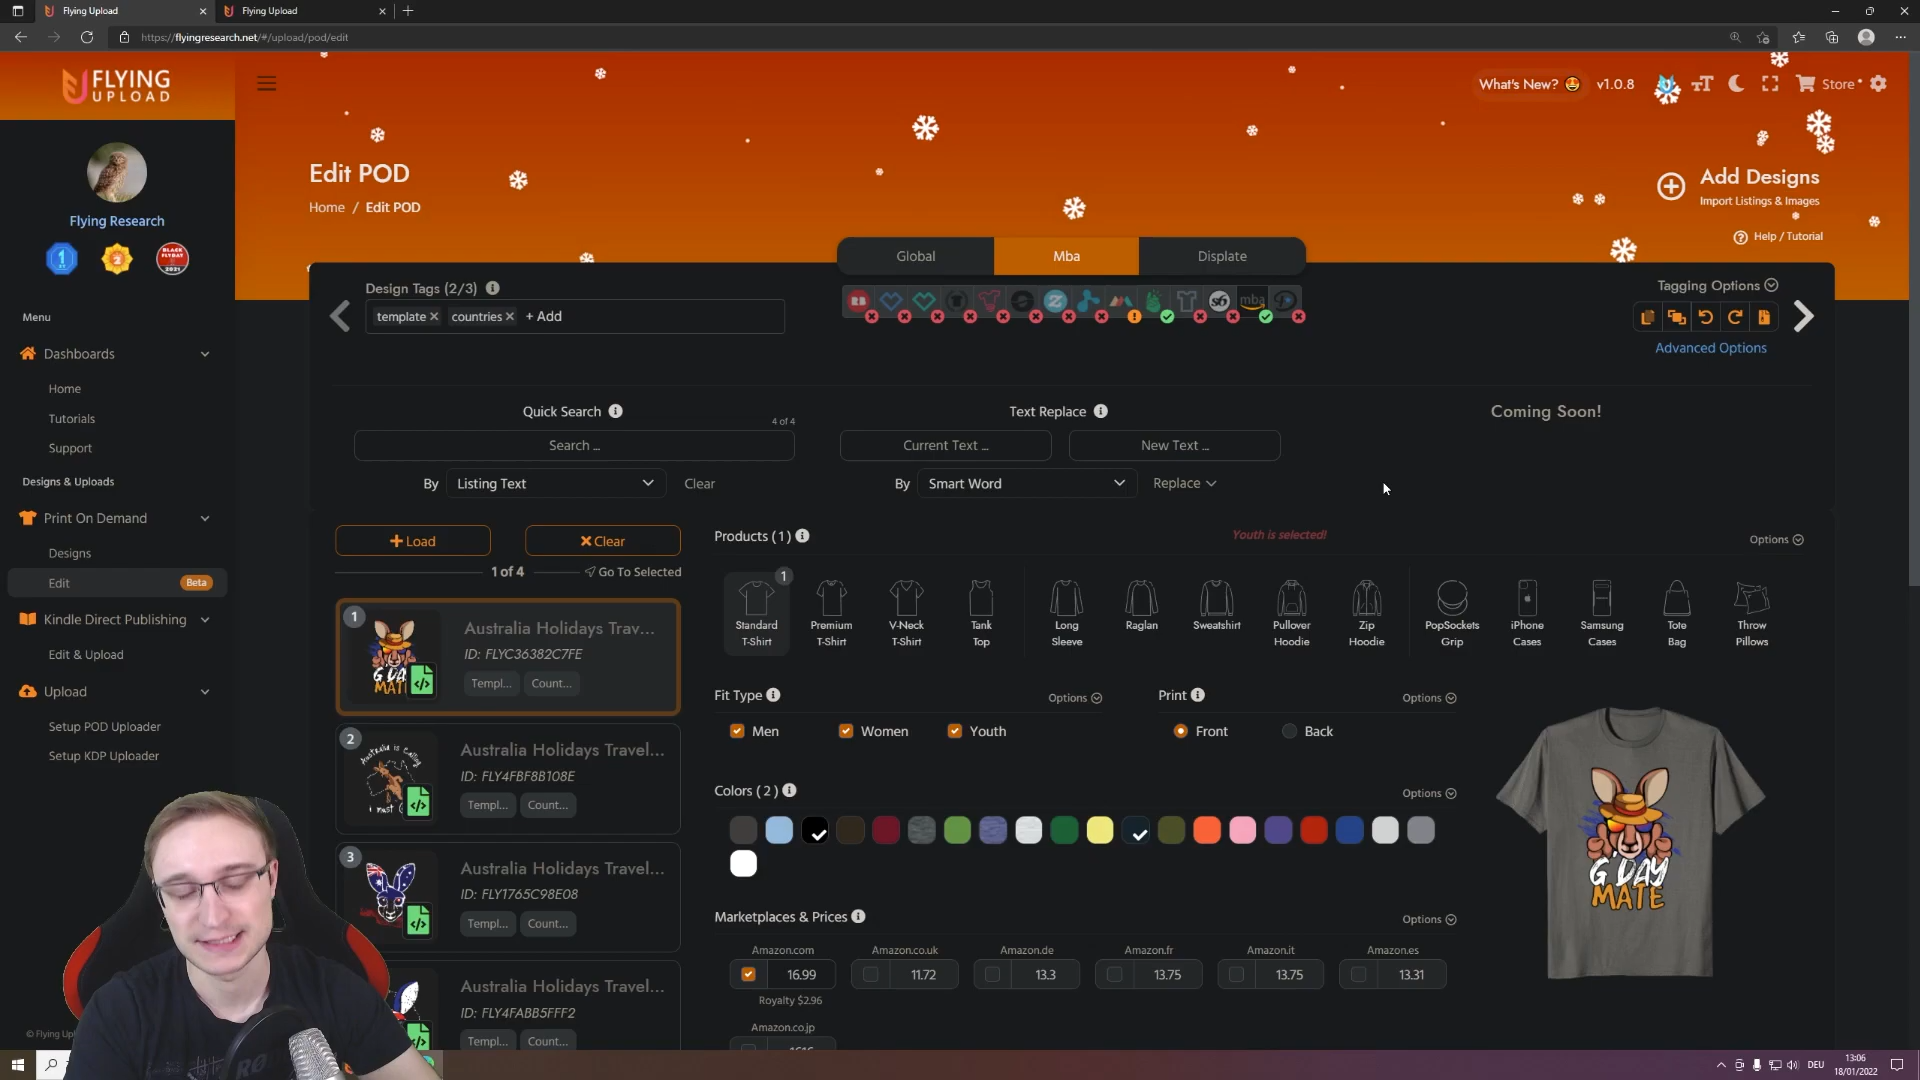 Flying Upload
Flying Upload
https://flyingresearch.net/#/upload/pod/edit
FLYING
UPLOAD
What's New?
v1.0.8
Store
Edit POD
Home / Edit POD
Add Designs
Import Listings & Images
Help / Tutorial
Flying Research
BLACK
FLYDAY
2021
Menu
Dashboards
Home
Tutorials
Support
Designs & Uploads
Print On Demand
Designs
Edit
Beta
Kindle Direct Publishing
Edit & Upload
Upload
Setup POD Uploader
Setup KDP Uploader
Global
Mba
Displate
Design Tags (2/3)
template
countries
+ Add
mba
Tagging Options
Advanced Options
Quick Search
4 of 4
Search ...
By
Listing Text
Clear
Text Replace
Current Text ...
New Text ...
By
Smart Word
Replace
Coming Soon!
+ Load
Clear
1 of 4
Go To Selected
1
Australia Holidays Trav...
ID: FLYC36382C7FE
Templ...
Count...
2
Australia Holidays Travel...
ID: FLY4FBF8B108E
Templ...
Count...
3
Australia Holidays Travel...
ID: FLY1765C98E08
Templ...
Count...
Australia Holidays Travel...
ID: FLY4FABB5FFF2
Templ...
Count...
Products (1)
Youth is selected!
Options
1
Standard
T-Shirt
Premium
T-Shirt
V-Neck
T-Shirt
Tank
Top
Long
Sleeve
Raglan
Sweatshirt
Pullover
Hoodie
Zip
Hoodie
PopSockets
Grip
iPhone
Cases
Samsung
Cases
Tote
Bag
Throw
Pillows
Fit Type
Options
Men
Women
Youth
Print
Options
Front
Back
Colors ( 2 )
Options
G'DAY
MATE
Marketplaces & Prices
Options
Amazon.com
16.99
Royalty $2.96
Amazon.co.uk
11.72
Amazon.de
13.3
Amazon.fr
13.75
Amazon.it
13.75
Amazon.es
13.31
Amazon.co.jp
© Flying
DEU
13:06
18/01/2022